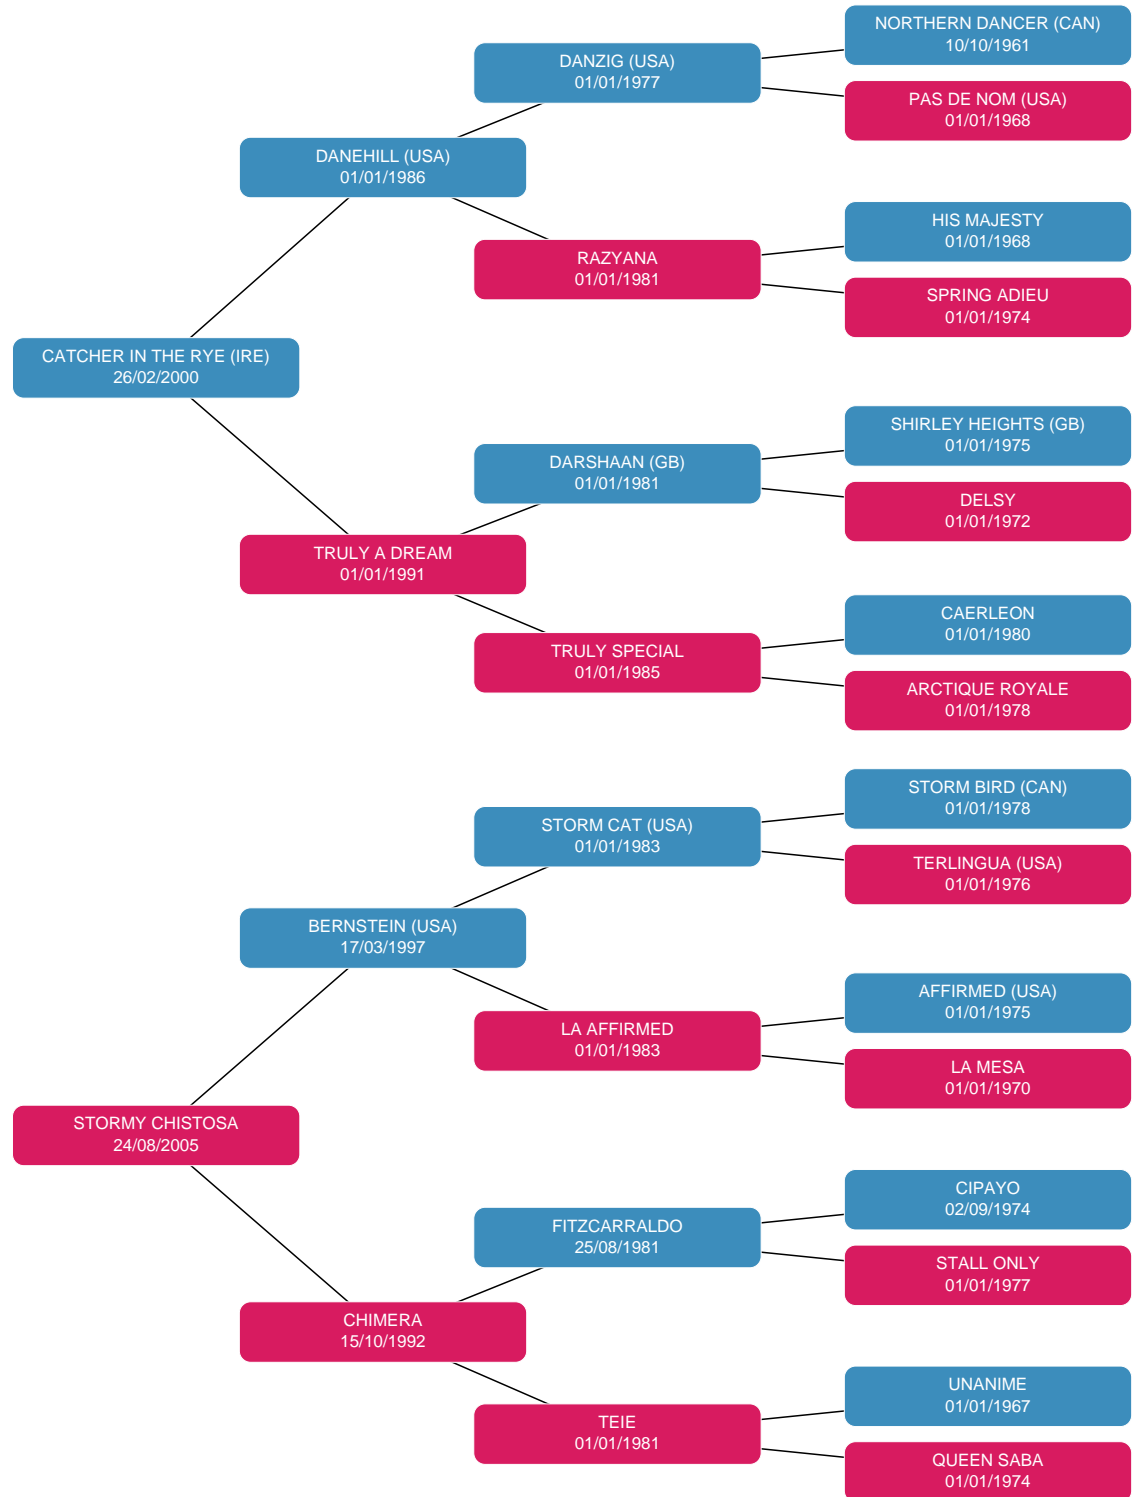 NORTHERN DANCER (CAN)
10/10/1961
DANZIG (USA)
01/01/1977
PAS DE NOM (USA)
01/01/1968
DANEHILL (USA)
01/01/1986
HIS MAJESTY
01/01/1968
RAZYANA
01/01/1981
SPRING ADIEU
01/01/1974
CATCHER IN THE RYE (IRE)
26/02/2000
SHIRLEY HEIGHTS (GB)
01/01/1975
DARSHAAN (GB)
01/01/1981
DELSY
01/01/1972
TRULY A DREAM
01/01/1991
CAERLEON
01/01/1980
TRULY SPECIAL
01/01/1985
ARCTIQUE ROYALE
01/01/1978
STORM BIRD (CAN)
01/01/1978
STORM CAT (USA)
01/01/1983
TERLINGUA (USA)
01/01/1976
BERNSTEIN (USA)
17/03/1997
AFFIRMED (USA)
01/01/1975
LA AFFIRMED
01/01/1983
LA MESA
01/01/1970
STORMY CHISTOSA
24/08/2005
CIPAYO
02/09/1974
FITZCARRALDO
25/08/1981
STALL ONLY
01/01/1977
CHIMERA
15/10/1992
UNANIME
01/01/1967
TEIE
01/01/1981
QUEEN SABA
01/01/1974